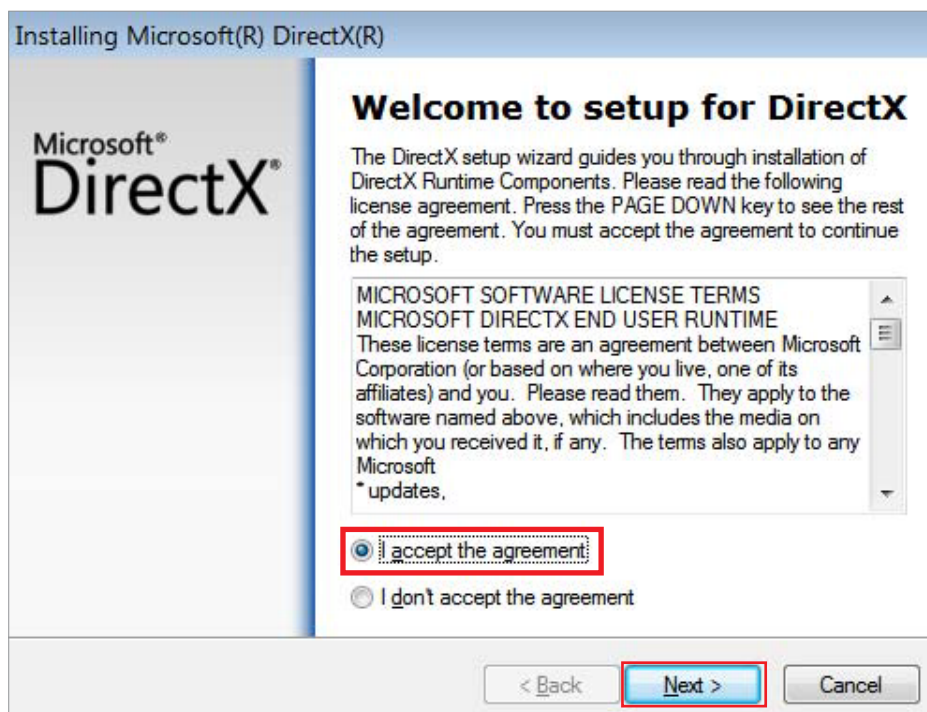 Installing Microsoft(R) DirectX(R)
Microsoft®
DirectX®
Welcome to setup for DirectX
The DirectX setup wizard guides you through installation of
DirectX Runtime Components. Please read the following
license agreement. Press the PAGE DOWN key to see the rest
of the agreement. You must accept the agreement to continue
the setup.
MICROSOFT SOFTWARE LICENSE TERMS
MICROSOFT DIRECTX END USER RUNTIME
These license terms are an agreement between Microsoft
Corporation (or based on where you live, one of its
affiliates) and you.  Please read them.  They apply to the
software named above, which includes the media on
which you received it, if any.  The terms also apply to any
Microsoft
* updates,
I accept the agreement
I don't accept the agreement
< Back
Next >
Cancel